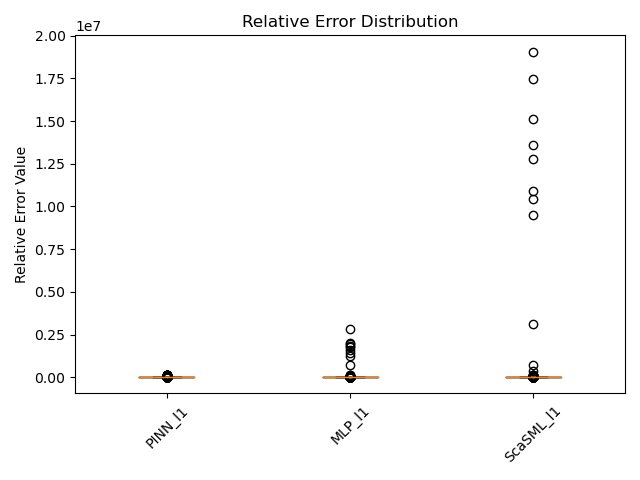 Relative Error Distribution
1e7
Relative Error Value
2.00
1.75
1.50
1.25
1.00
0.75
0.50
0.25
0.00
PINN_l1
MLP_l1
ScaSML_l1